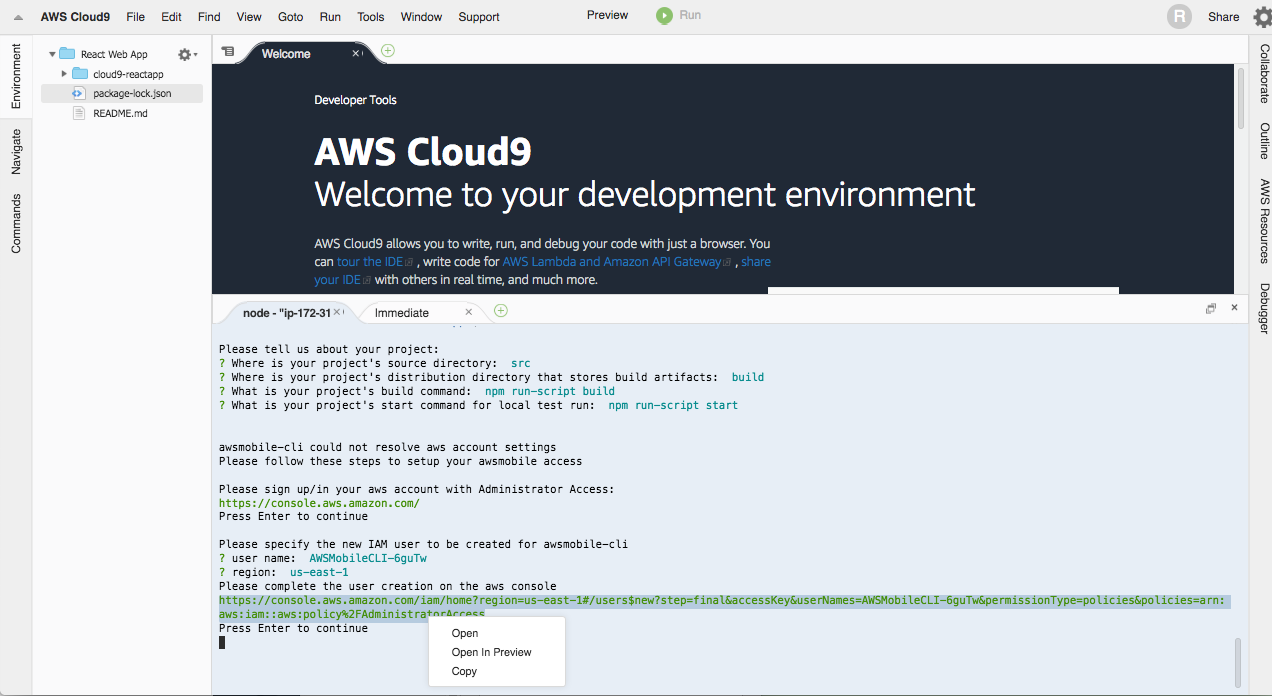 AWS Cloud9 File Edit Find View Goto Run Tools Window Support Preview Run R Share
Environment
Navigate
Commands
React Web App
cloud9-reactapp
package-lock.json
README.md
Welcome
Developer Tools
AWS Cloud9
Welcome to your development environment
AWS Cloud9 allows you to write, run, and debug your code with just a browser. You
can tour the IDE , write code for AWS Lambda and Amazon API Gateway , share
your IDE with others in real time, and much more.
node - "ip-172-31 Immediate
Please tell us about your project:
? Where is your project's source directory: src
? Where is your project's distribution directory that stores build artifacts: build
? What is your project's build command: npm run-script build
? What is your project's start command for local test run: npm run-script start
awsmobile-cli could not resolve aws account settings
Please follow these steps to setup your awsmobile access
Please sign up/in your aws account with Administrator Access:
https://console.aws.amazon.com/
Press Enter to continue
Please specify the new IAM user to be created for awsmobile-cli
? user name: AWSMobileCLI-6guTw
? region: us-east-1
Please complete the user creation on the aws console
https://console.aws.amazon.com/iam/home?region=us-east-1#/users$new?step=final&accessKey&userNames=AWSMobileCLI-6guTw&permissionType=policies&policies=arn:
aws:iam::aws:policy%2FAdministratorAccess
Press Enter to continue
Open
Open In Preview
Copy
Collaborate
Outline
AWS Resources
Debugger